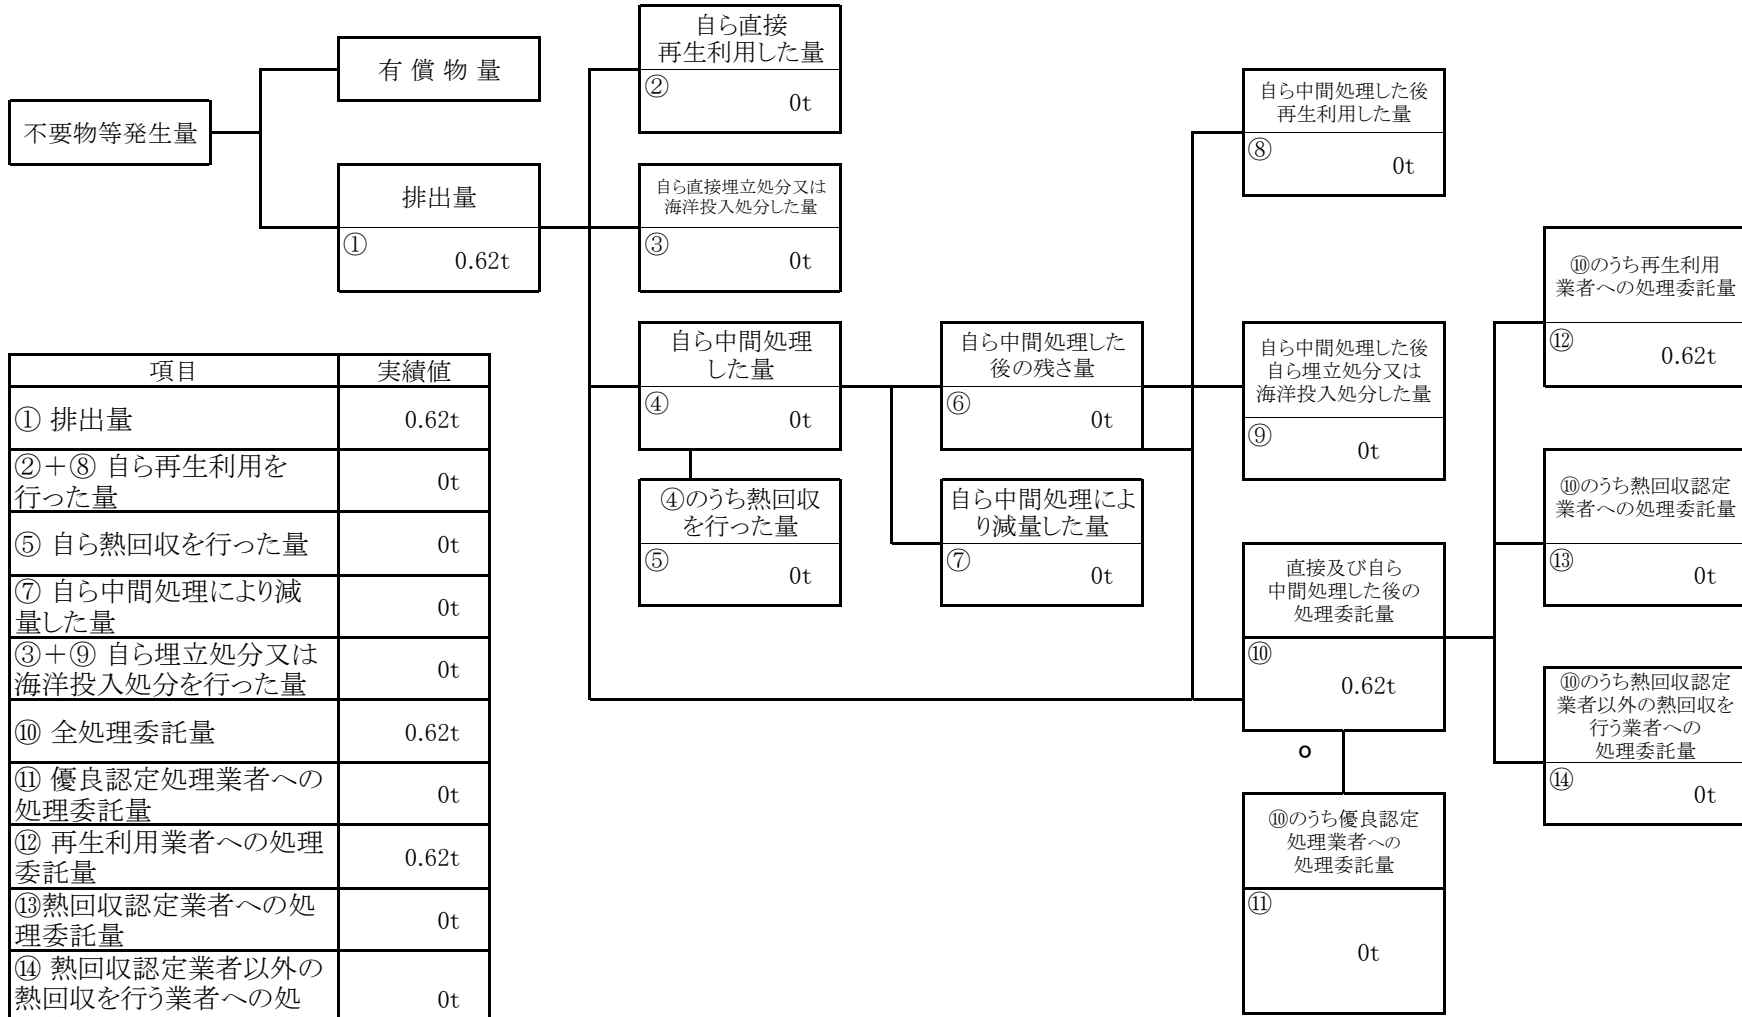 不要物等発生量
有 償 物 量
排出量
①
0.62t
自ら直接
再生利用した量
②
0t
自ら直接埋立処分又は
海洋投入処分した量
③
0t
自ら中間処理
した量
④
0t
④のうち熱回収
を行った量
⑤
0t
自ら中間処理した
後の残さ量
⑥
0t
自ら中間処理によ
り減量した量
⑦
0t
自ら中間処理した後
再生利用した量
⑧
0t
自ら中間処理した後
自ら埋立処分又は
海洋投入処分した量
⑨
0t
直接及び自ら
中間処理した後の
処理委託量
⑩
0.62t
o
⑩のうち優良認定
処理業者への
処理委託量
⑪
0t
⑩のうち再生利用
業者への処理委託量
⑫
0.62t
⑩のうち熱回収認定
業者への処理委託量
⑬
0t
⑩のうち熱回収認定
業者以外の熱回収を
行う業者への
処理委託量
⑭
0t
項目 実績値
① 排出量 0.62t
②＋⑧ 自ら再生利用を
行った量 0t
⑤ 自ら熱回収を行った量 0t
⑦ 自ら中間処理により減
量した量 0t
③＋⑨ 自ら埋立処分又は
海洋投入処分を行った量 0t
⑩ 全処理委託量 0.62t
⑪ 優良認定処理業者への
処理委託量 0t
⑫ 再生利用業者への処理
委託量 0.62t
⑬熱回収認定業者への処
理委託量 0t
⑭ 熱回収認定業者以外の
熱回収を行う業者への処 0t